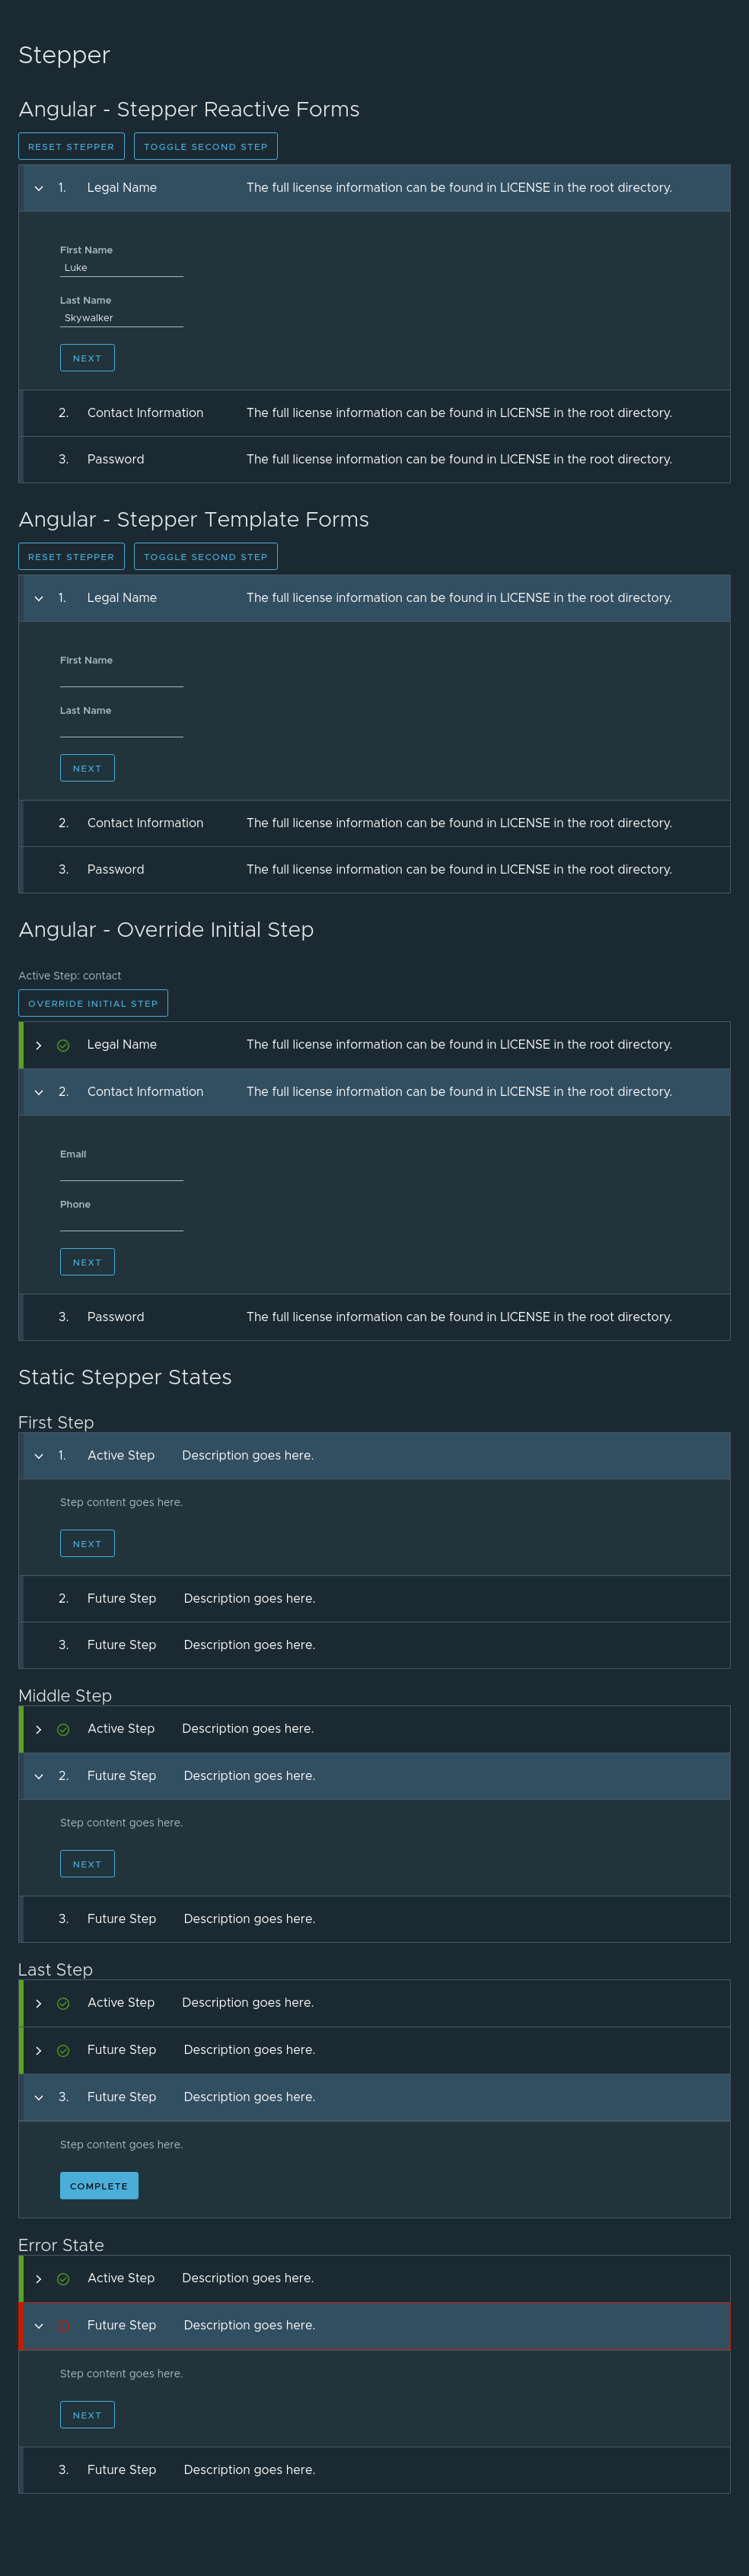 Stepper
Angular - Stepper Reactive Forms
RESET STEPPER TOGGLE SECOND STEP
1. Legal Name The full license information can be found in LICENSE in the root directory.
First Name
Luke
Last Name
Skywalker
NEXT
2. Contact Information The full license information can be found in LICENSE in the root directory.
3. Password The full license information can be found in LICENSE in the root directory.
Angular - Stepper Template Forms
RESET STEPPER TOGGLE SECOND STEP
1. Legal Name The full license information can be found in LICENSE in the root directory.
First Name
Last Name
NEXT
2. Contact Information The full license information can be found in LICENSE in the root directory.
3. Password The full license information can be found in LICENSE in the root directory.
Angular - Override Initial Step
Active Step: contact
OVERRIDE INITIAL STEP
Legal Name The full license information can be found in LICENSE in the root directory.
2. Contact Information The full license information can be found in LICENSE in the root directory.
Email
Phone
NEXT
3. Password The full license information can be found in LICENSE in the root directory.
Static Stepper States
First Step
1. Active Step Description goes here.
Step content goes here.
NEXT
2. Future Step Description goes here.
3. Future Step Description goes here.
Middle Step
Active Step Description goes here.
2. Future Step Description goes here.
Step content goes here.
NEXT
3. Future Step Description goes here.
Last Step
Active Step Description goes here.
Future Step Description goes here.
3. Future Step Description goes here.
Step content goes here.
COMPLETE
Error State
Active Step Description goes here.
Future Step Description goes here.
Step content goes here.
NEXT
3. Future Step Description goes here.